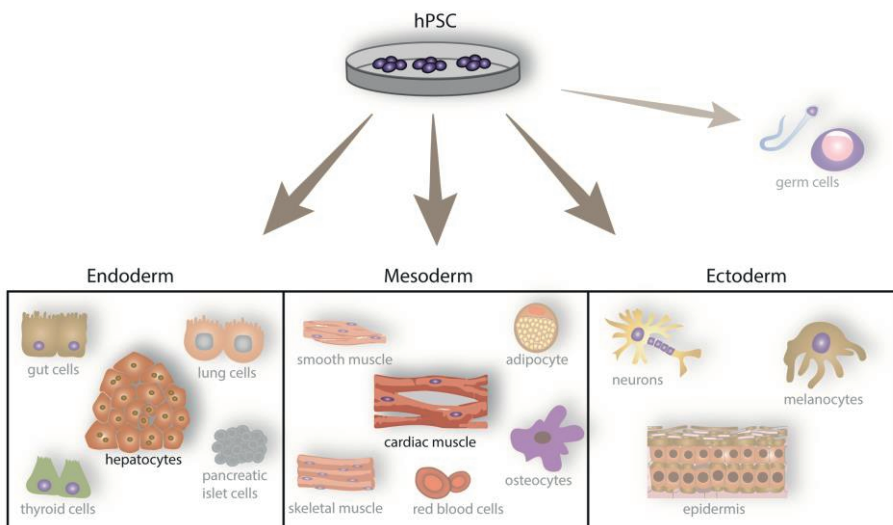 hPSC
germ cells
Endoderm
Mesoderm
Ectoderm
gut cells
lung cells
hepatocytes
thyroid cells
pancreatic
islet cells
smooth muscle
adipocyte
cardiac muscle
osteocytes
skeletal muscle
red blood cells
neurons
melanocytes
epidermis